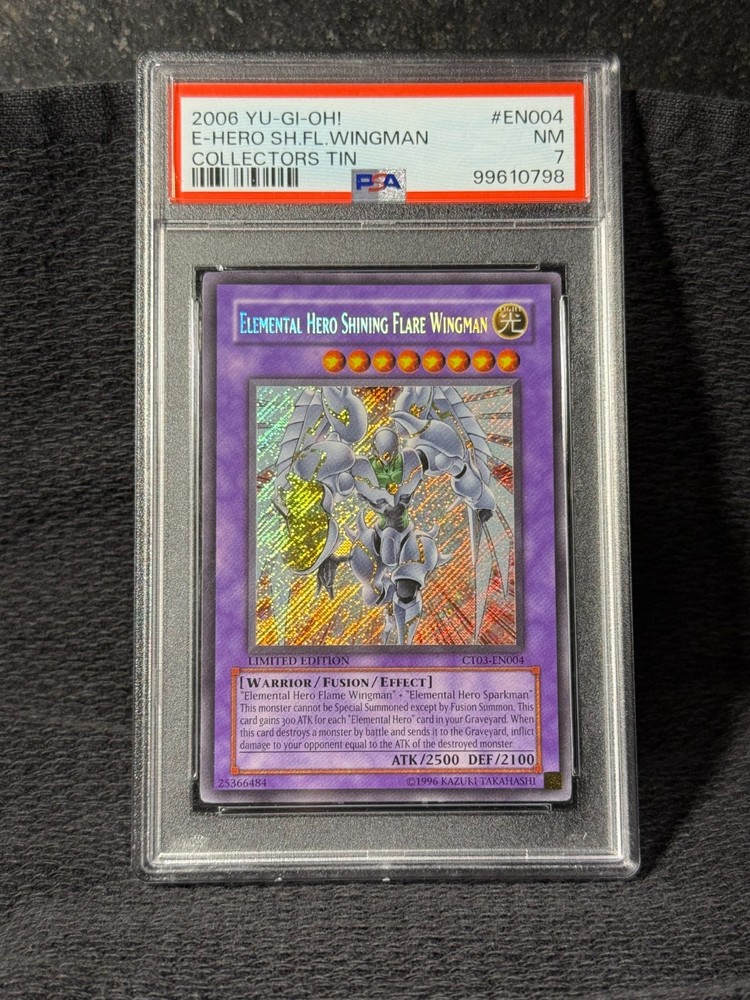 2006 YU-GI-OH! #EN004
E-HERO SH.FL.WINGMAN NM
COLLECTORS TIN 7
PSA 99610798
ELEMENTAL HERO SHINING FLARE WINGMAN
LIGHT
光
LIMITED EDITION CT03-EN004
[WARRIOR/FUSION/EFFECT]
"Elemental Hero Flame Wingman" + "Elemental Hero Sparkman"
This monster cannot be Special Summoned except by Fusion Summon. This
card gains 300 ATK for each "Elemental Hero" card in your Graveyard. When
this card destroys a monster by battle and sends it to the Graveyard, inflict
damage to your opponent equal to the ATK of the destroyed monster.
ATK/2500 DEF/2100
25366484 ©1996 KAZUKI TAKAHASHI